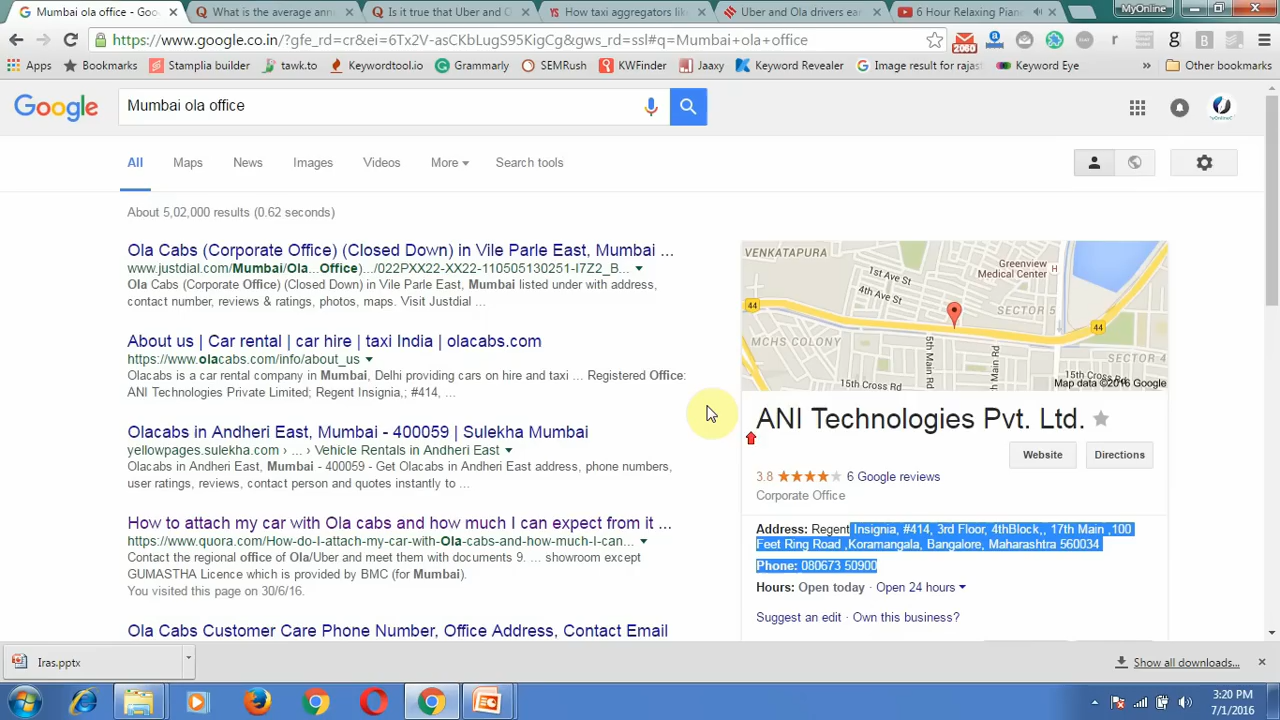 Mumbai ola office - Goog
What is the average ann
Is it true that Uber and O
How taxi aggregators like
Uber and Ola drivers ear
6 Hour Relaxing Pian
MyOnline
https://www.google.co.in/?gfe_rd=cr&ei=6Tx2V-asCKbLugS95KigCg&gws_rd=ssl#q=Mumbai+ola+office
2060
Apps
Bookmarks
Stamplia builder
tawk.to
Keywordtool.io
Grammarly
SEMRush
KWFinder
Jaaxy
Keyword Revealer
Image result for rajas
Keyword Eye
Other bookmarks
Google
Mumbai ola office
All
Maps
News
Images
Videos
More
Search tools
About 5,02,000 results (0.62 seconds)
Ola Cabs (Corporate Office) (Closed Down) in Vile Parle East, Mumbai ...
www.justdial.com/Mumbai/Ola...Office).../022PXX22-XX22-110505130251-I7Z2_B...
Ola Cabs (Corporate Office) (Closed Down) in Vile Parle East, Mumbai listed under with address,
contact number, reviews & ratings, photos, maps. Visit Justdial ...
About us | Car rental | car hire | taxi India | olacabs.com
https://www.olacabs.com/info/about_us
Olacabs is a car rental company in Mumbai, Delhi providing cars on hire and taxi ... Registered Office:
ANI Technologies Private Limited; Regent Insignia,; #414, ...
Olacabs in Andheri East, Mumbai - 400059 | Sulekha Mumbai
yellowpages.sulekha.com › ... › Vehicle Rentals in Andheri East
Olacabs in Andheri East, Mumbai - 400059 - Get Olacabs in Andheri East address, phone numbers,
user ratings, reviews, contact person and quotes instantly to ...
How to attach my car with Ola cabs and how much I can expect from it ...
https://www.quora.com/How-to-attach-my-car-with-Ola-cabs-and-how-much-I-can...
Contact the regional office of Ola/Uber and meet them with documents 9. ... showroom except
GUMASTHA Licence which is provided by BMC (for Mumbai).
You visited this page on 30/6/16.
Ola Cabs Customer Care Phone Number, Office Address, Contact Email
VENKATAPURA
1st Ave St
4th Ave St
Greenview
Medical Center H
SECTOR 5
44
44
MCHS COLONY
5th Main Rd
th Main Rd
SECTOR-4
15th Cross Rd
15th Cross Rd
Map data ©2016 Google
ANI Technologies Pvt. Ltd.
Website
Directions
3.8
6 Google reviews
Corporate Office
Address: Regent Insignia, #414, 3rd Floor, 4thBlock,, 17th Main ,100
Feet Ring Road ,Koramangala, Bangalore, Maharashtra 560034
Phone: 080673 50900
Hours: Open today · Open 24 hours
Suggest an edit · Own this business?
Iras.pptx
Show all downloads...
3:20 PM
7/1/2016